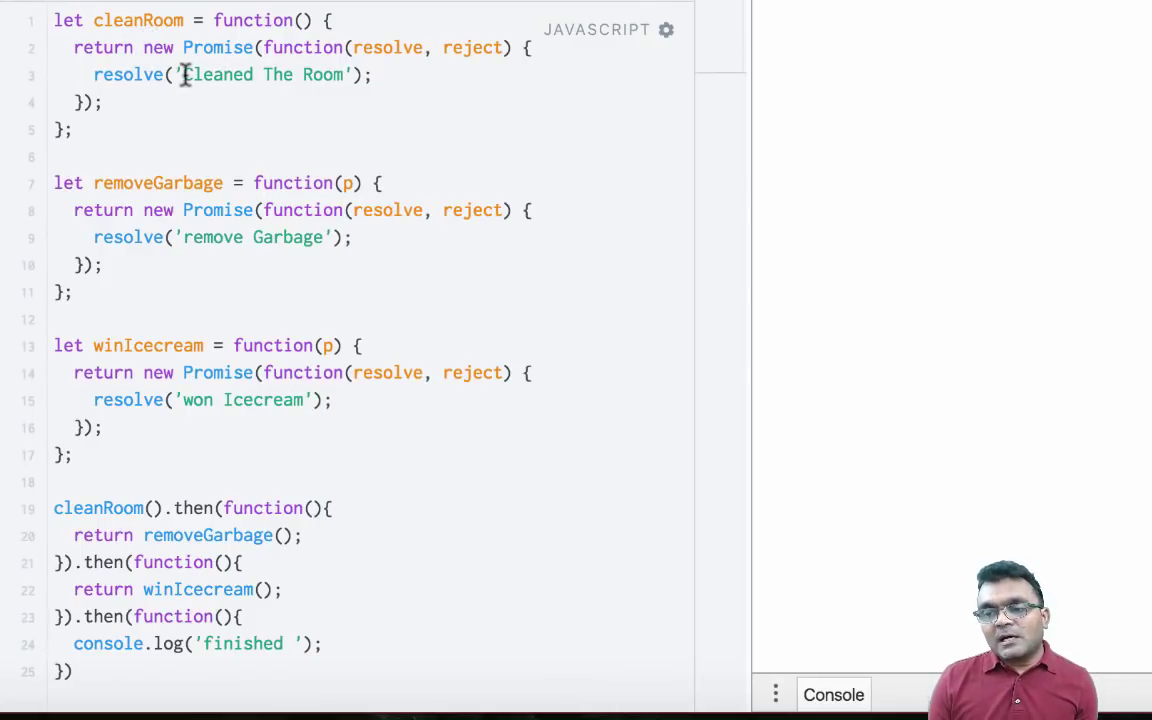 JAVASCRIPT
1 let cleanRoom = function() {
2 return new Promise(function(resolve, reject) {
3 resolve('Cleaned The Room');
4 });
5 };
6
7 let removeGarbage = function(p) {
8 return new Promise(function(resolve, reject) {
9 resolve('remove Garbage');
10 });
11 };
12
13 let winIcecream = function(p) {
14 return new Promise(function(resolve, reject) {
15 resolve('won Icecream');
16 });
17 };
18
19 cleanRoom().then(function(){
20 return removeGarbage();
21 }).then(function(){
22 return winIcecream();
23 }).then(function(){
24 console.log('finished ');
25 })
Console